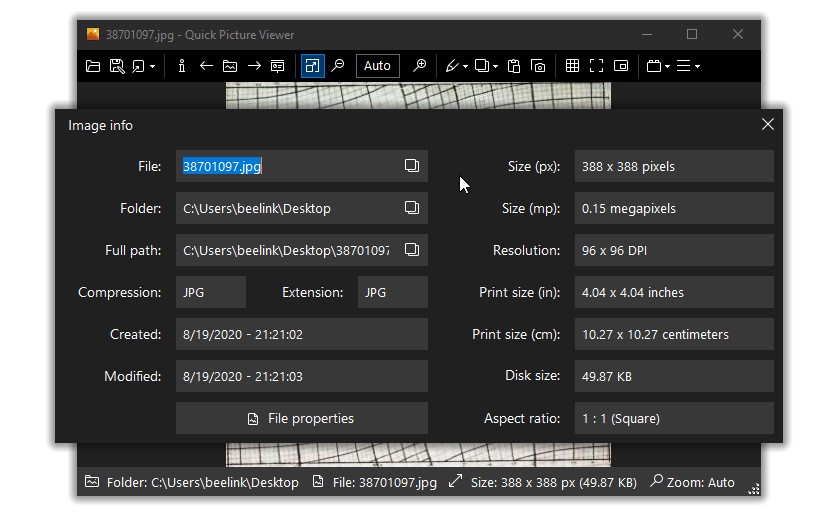 38701097.jpg - Quick Picture Viewer
Auto
Image info
File: 38701097.jpg
Folder: C:\Users\beelink\Desktop
Full path: C:\Users\beelink\Desktop\38701097
Compression: JPG Extension: JPG
Created: 8/19/2020 - 21:21:02
Modified: 8/19/2020 - 21:21:03
File properties
Size (px): 388 x 388 pixels
Size (mp): 0.15 megapixels
Resolution: 96 x 96 DPI
Print size (in): 4.04 x 4.04 inches
Print size (cm): 10.27 x 10.27 centimeters
Disk size: 49.87 KB
Aspect ratio: 1 : 1 (Square)
Folder: C:\Users\beelink\Desktop File: 38701097.jpg Size: 388 x 388 px (49.87 KB) Zoom: Auto